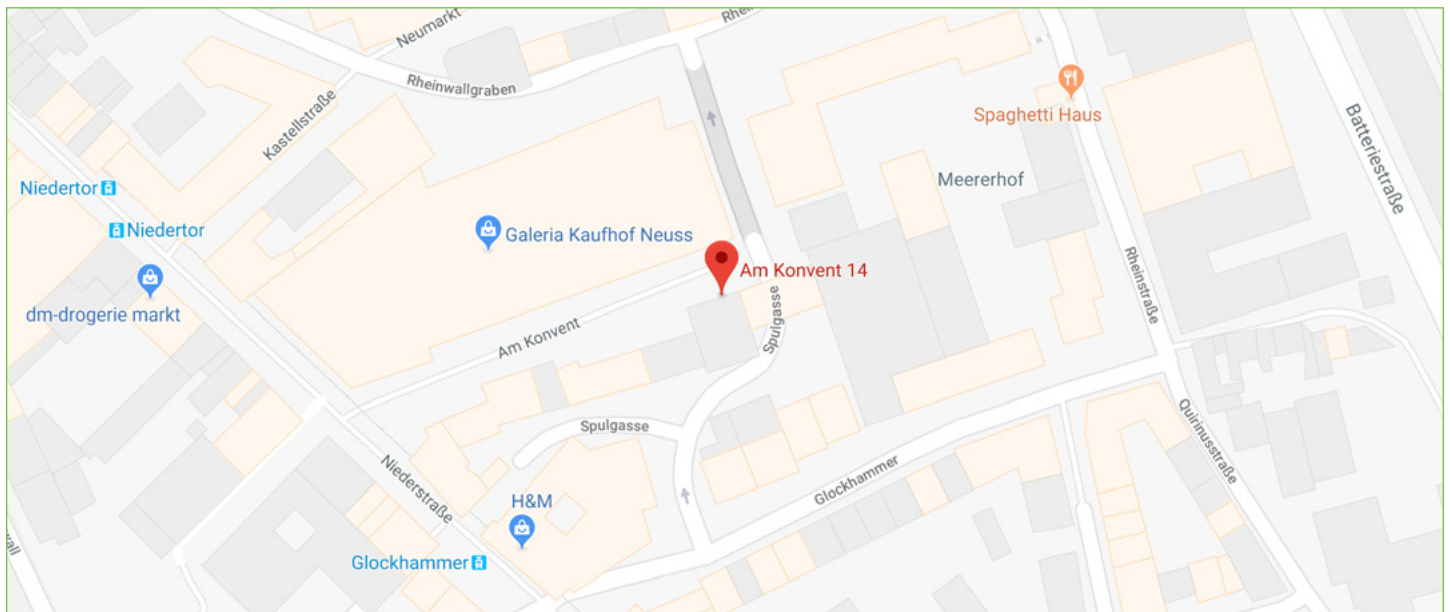 Neumarkt
Rheinwallgraben
Kastellstraße
Spaghetti Haus
Batteriestraße
Niedertor
Niedertor
Meererhof
Galeria Kaufhof Neuss
Am Konvent 14
Rheinstraße
dm-drogerie markt
Am Konvent
Spulgasse
Spulgasse
Quirinusstraße
Niederstraße
Glockhammer
H&M
Glockhammer